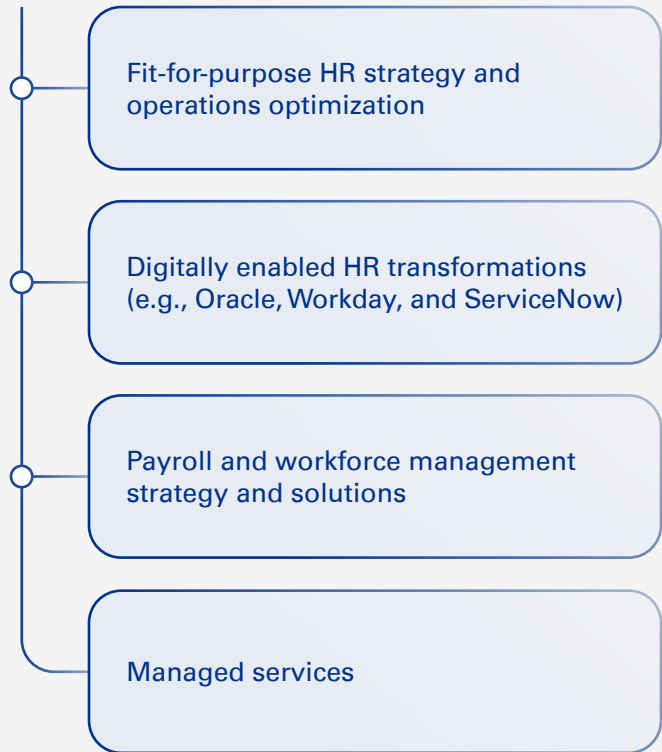 Fit-for-purpose HR strategy and
operations optimization
Digitally enabled HR transformations
(e.g., Oracle, Workday, and ServiceNow)
Payroll and workforce management
strategy and solutions
Managed services